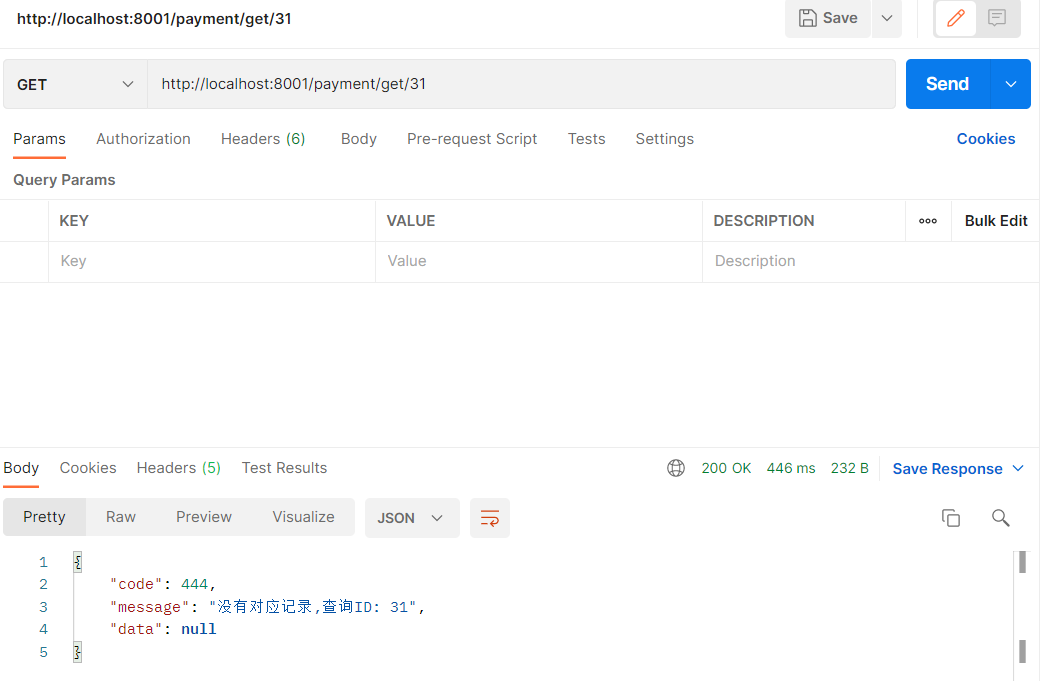 http://localhost:8001/payment/get/31
Save
GET
http://localhost:8001/payment/get/31
Send
Params Authorization Headers (6) Body Pre-request Script Tests Settings Cookies
Query Params
KEY VALUE DESCRIPTION ooo Bulk Edit
Key Value Description
Body Cookies Headers (5) Test Results 200 OK 446 ms 232 B Save Response
Pretty Raw Preview Visualize JSON
1 {
2 "code": 444,
3 "message": "没有对应记录,查询ID: 31",
4 "data": null
5 }